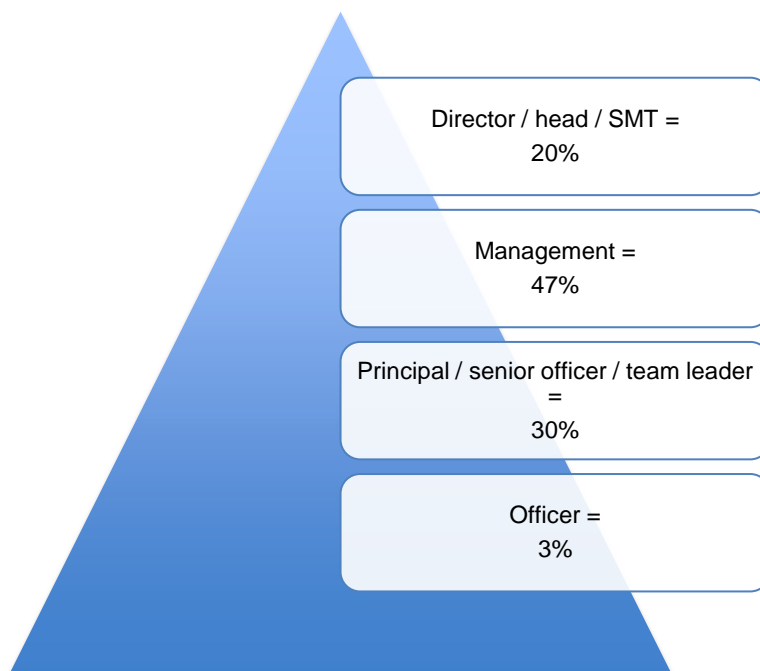 Director / head / SMT =
20%
Management =
47%
Principal / senior officer / team leader
=
30%
Officer =
3%